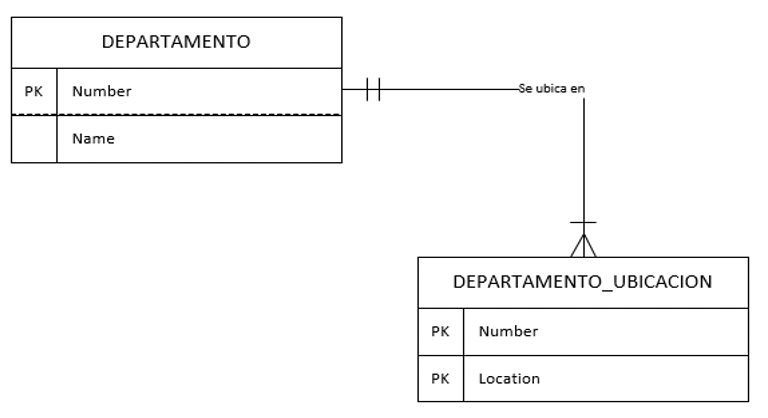 DEPARTAMENTO
PK Number
Name
Se ubica en
DEPARTAMENTO_UBICACION
PK Number
PK Location